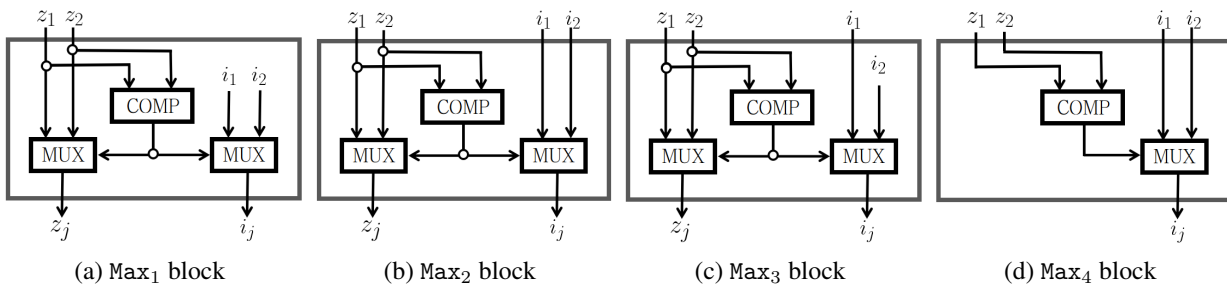 z1 z2
i1 i2
COMP
MUX MUX
zj ij
(a) Max1 block
z1 z2 i1 i2
COMP
MUX MUX
zj ij
(b) Max2 block
z1 z2 i1
i2
COMP
MUX MUX
zj ij
(c) Max3 block
z1 z2 i1 i2
COMP
MUX
ij
(d) Max4 block